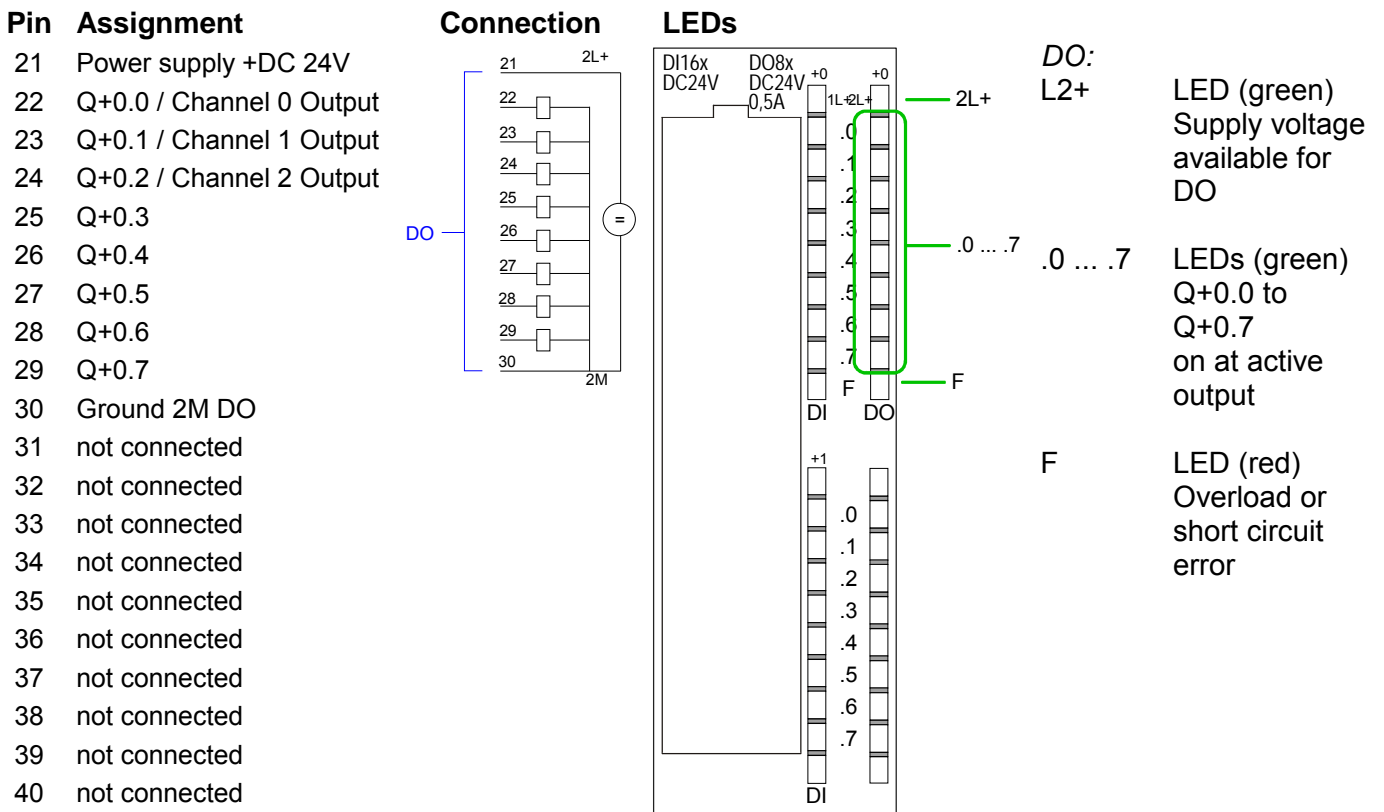 Pin Assignment Connection LEDs
21 Power supply +DC 24V
22 Q+0.0 / Channel 0 Output
23 Q+0.1 / Channel 1 Output
24 Q+0.2 / Channel 2 Output
25 Q+0.3
26 Q+0.4
27 Q+0.5
28 Q+0.6
29 Q+0.7
30 Ground 2M DO
31 not connected
32 not connected
33 not connected
34 not connected
35 not connected
36 not connected
37 not connected
38 not connected
39 not connected
40 not connected
21 2L+
22
23
24
25
DO
=
26
27
28
29
30
2M
DI16x DO8x
DC24V DC24V
0,5A
+0 +0
1L+ 2L+
.0
.1
.2
.3
.4
.5
.6
.7
F
DI DO
+1
.0
.1
.2
.3
.4
.5
.6
.7
DI
2L+
.0 ... .7
F
DO:
L2+ LED (green)
Supply voltage
available for
DO
.0 ... .7 LEDs (green)
Q+0.0 to
Q+0.7
on at active
output
F LED (red)
Overload or
short circuit
error